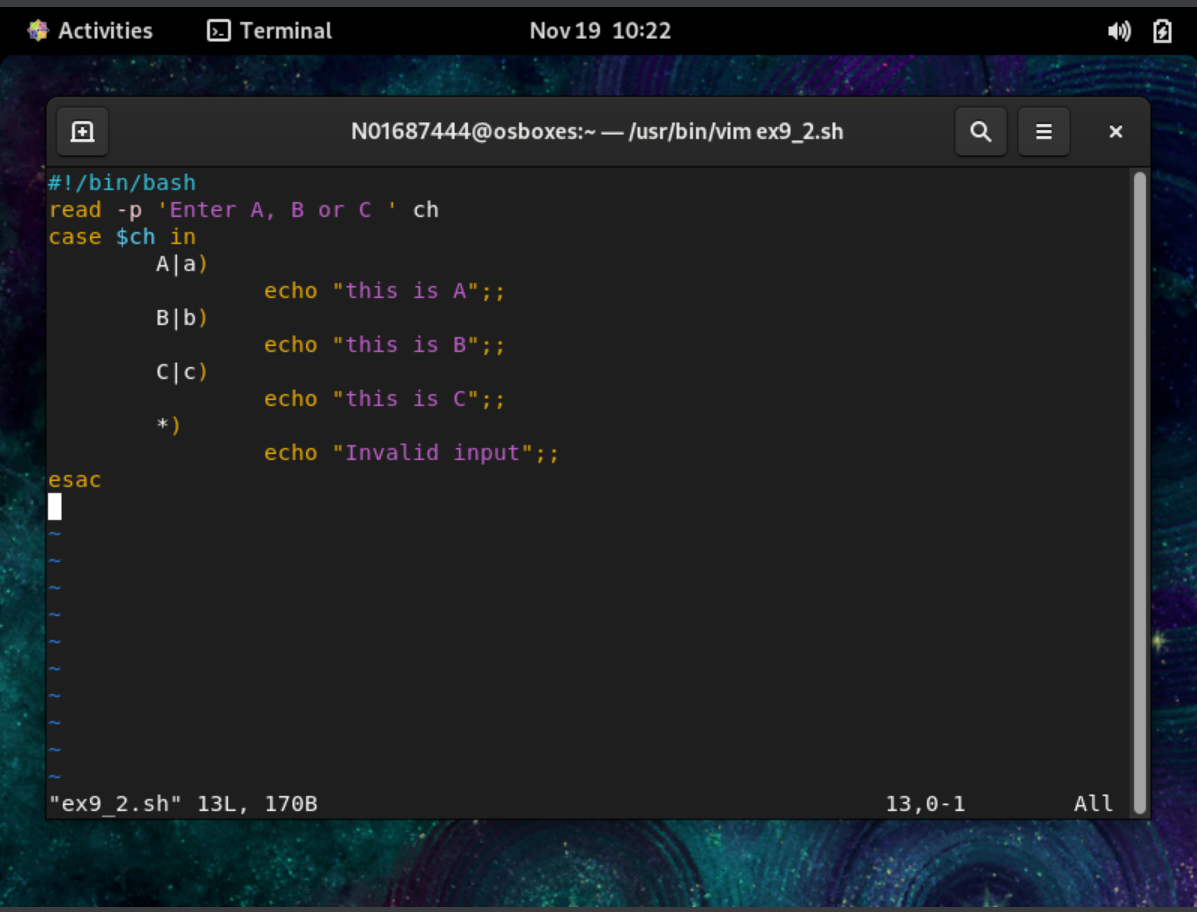 Activities Terminal Nov 19 10:22
N01687444@osboxes:~ — /usr/bin/vim ex9_2.sh
#!/bin/bash
read -p 'Enter A, B or C ' ch
case $ch in
        A|a)
                echo "this is A";;
        B|b)
                echo "this is B";;
        C|c)
                echo "this is C";;
        *)
                echo "Invalid input";;
esac
~
~
~
~
~
~
~
~
~
~
"ex9_2.sh" 13L, 170B 13,0-1 All